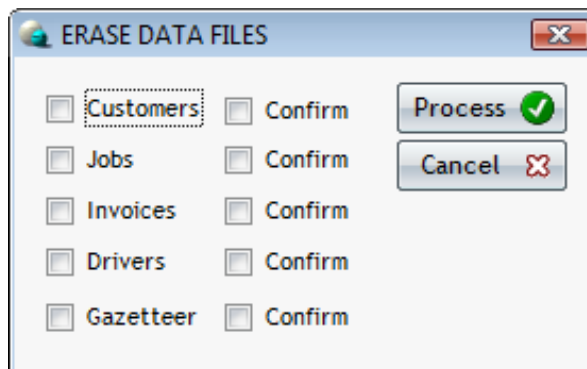 ERASE DATA FILES
Customers Confirm Process
Jobs Confirm Cancel
Invoices Confirm
Drivers Confirm
Gazetteer Confirm